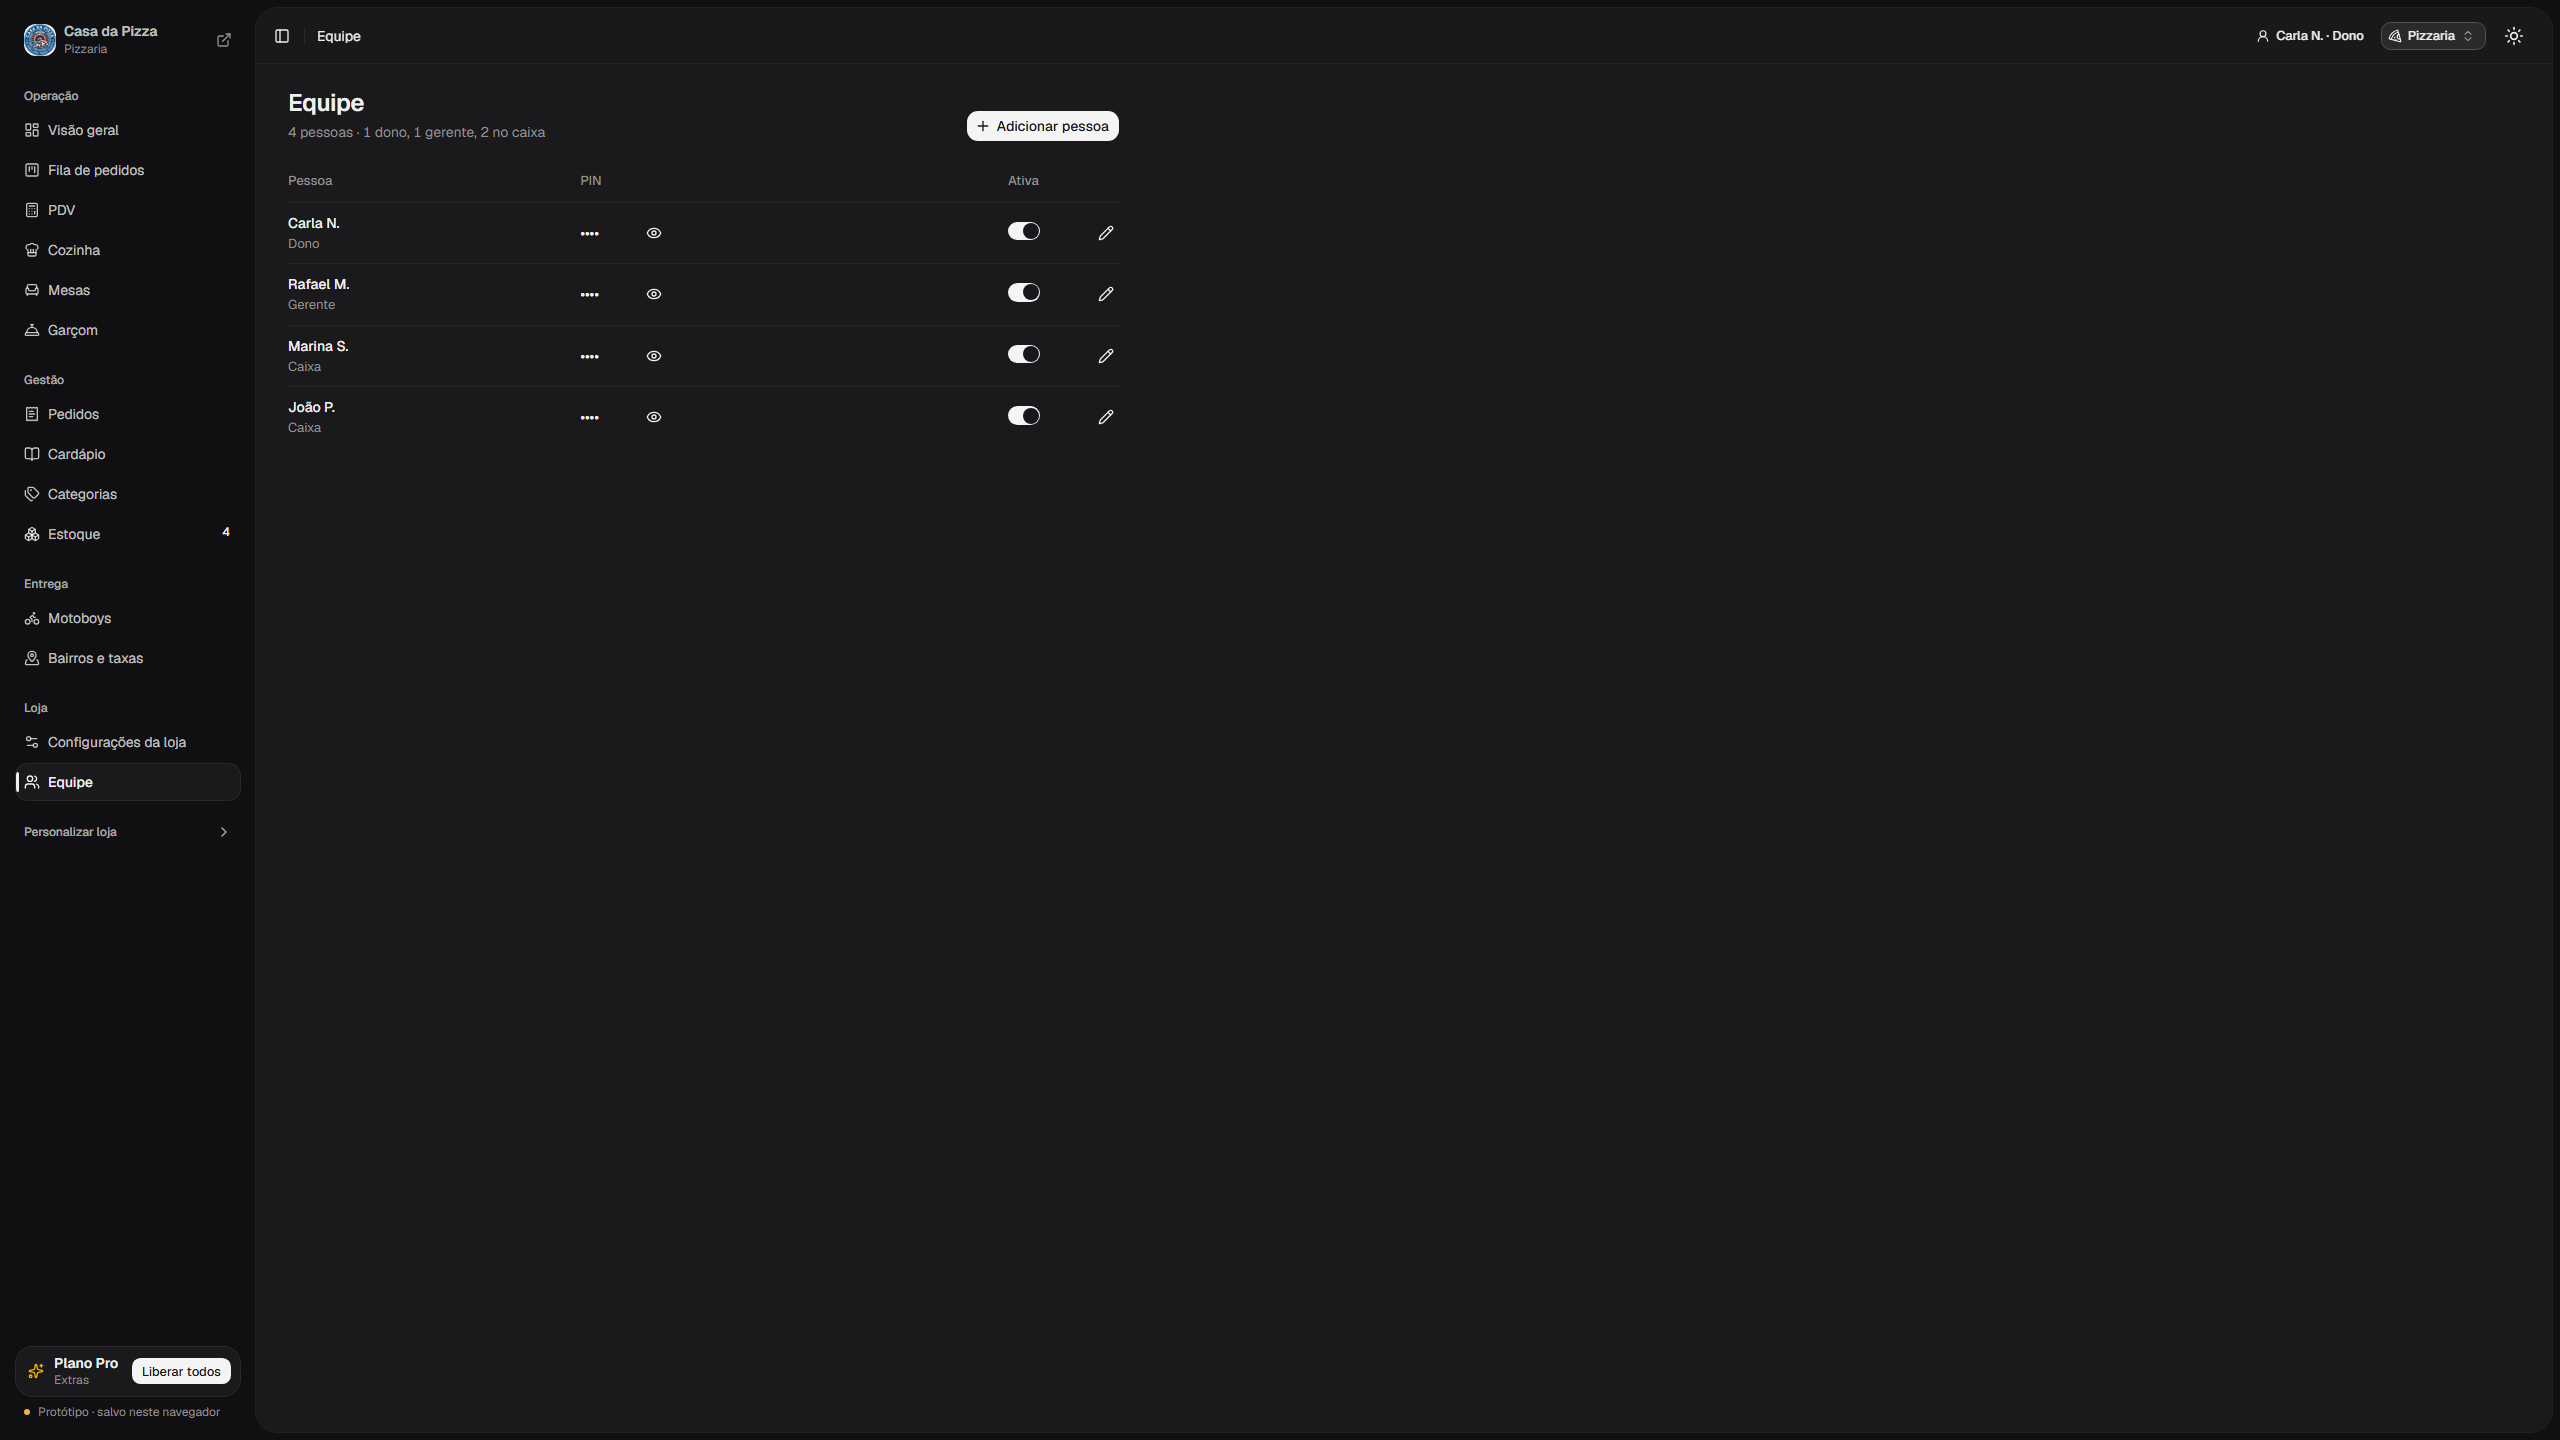 Casa da Pizza
Pizzaria
Operação
Visão geral
Fila de pedidos
PDV
Cozinha
Mesas
Garçom
Gestão
Pedidos
Cardápio
Categorias
Estoque 4
Entrega
Motoboys
Bairros e taxas
Loja
Configurações da loja
Equipe
Personalizar loja
Plano Pro
Extras
Liberar todos
Protótipo · salvo neste navegador
Equipe
Carla N. · Dono
Pizzaria
Equipe
4 pessoas · 1 dono, 1 gerente, 2 no caixa
+ Adicionar pessoa
Pessoa PIN Ativa
Carla N.
Dono
••••
Rafael M.
Gerente
••••
Marina S.
Caixa
••••
João P.
Caixa
••••